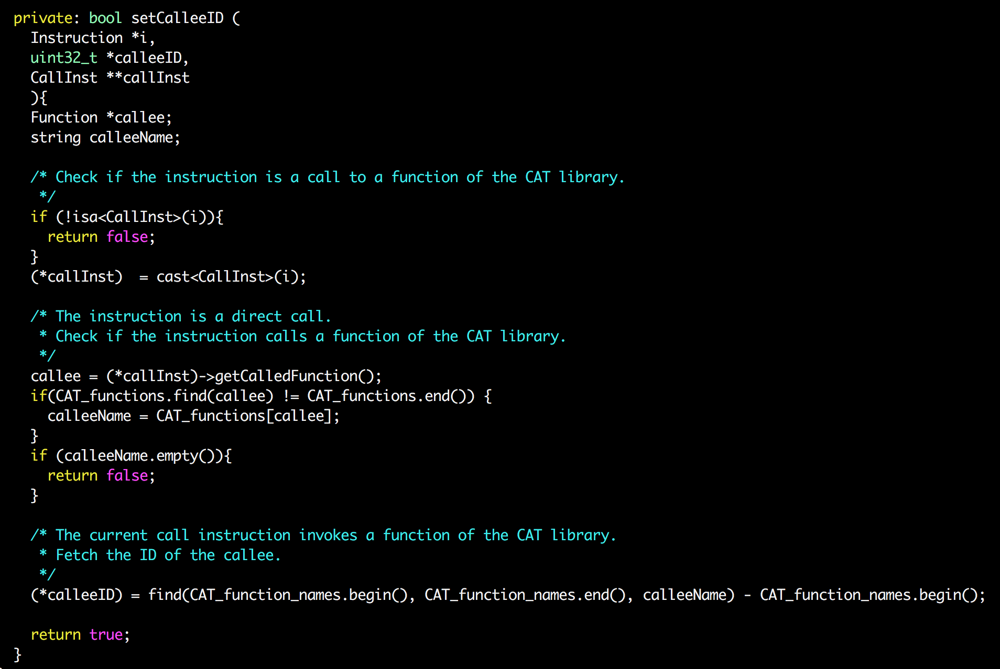 private: bool setCalleeID (
  Instruction *i,
  uint32_t *calleeID,
  CallInst **callInst
  ){
  Function *callee;
  string calleeName;

  /* Check if the instruction is a call to a function of the CAT library.
   */
  if (!isa<CallInst>(i)){
    return false;
  }
  (*callInst)  = cast<CallInst>(i);

  /* The instruction is a direct call.
   * Check if the instruction calls a function of the CAT library.
   */
  callee = (*callInst)->getCalledFunction();
  if(CAT_functions.find(callee) != CAT_functions.end()) {
    calleeName = CAT_functions[callee];
  }
  if (calleeName.empty()){
    return false;
  }

  /* The current call instruction invokes a function of the CAT library.
   * Fetch the ID of the callee.
   */
  (*calleeID) = find(CAT_function_names.begin(), CAT_function_names.end(), calleeName) - CAT_function_names.begin();

  return true;
}